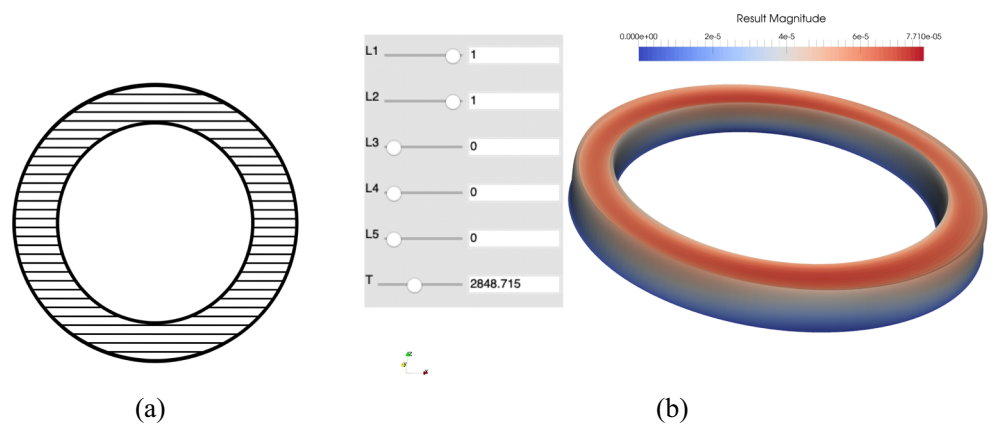 Result Magnitude
0.000e+00 2e-5 4e-5 6e-5 7.710e-05
L1 1
L2 1
L3 0
L4 0
L5 0
T 2848.715
(a)
(b)